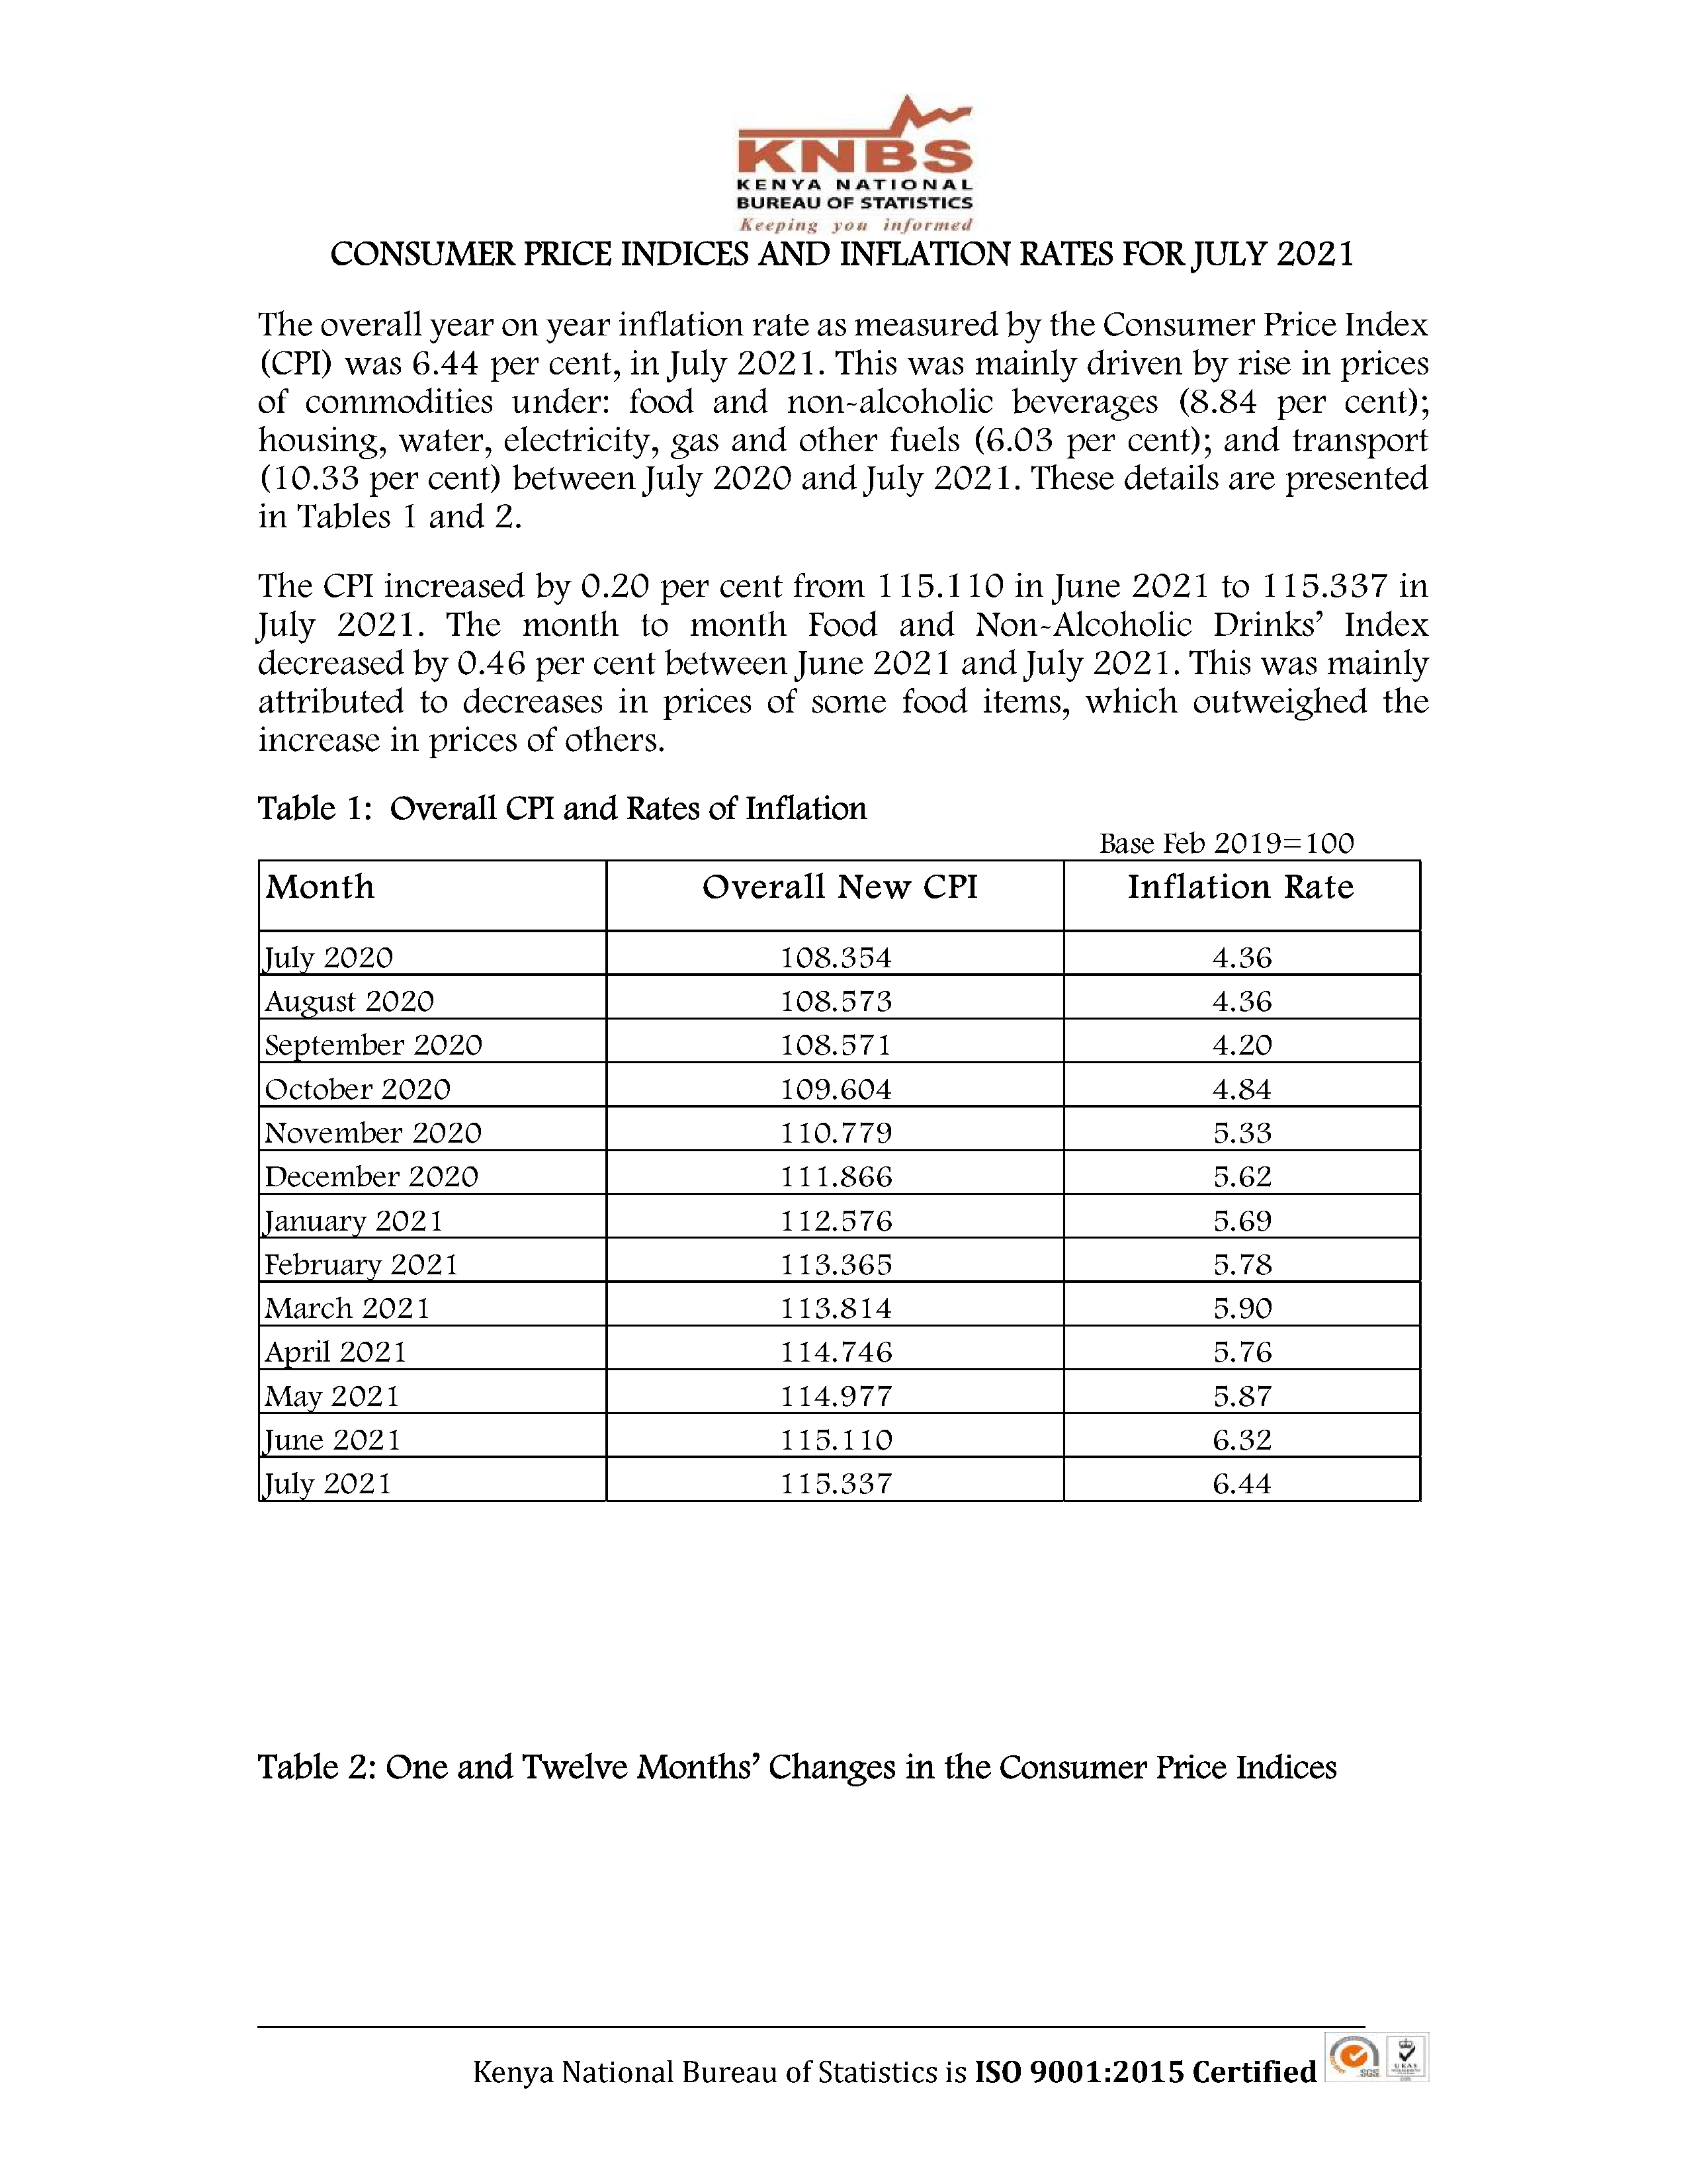 KNBS
KENYA NATIONAL
BUREAU OF STATISTICS
Keeping you informed
CONSUMER PRICE INDICES AND INFLATION RATES FOR JULY 2021
The overall year on year inflation rate as measured by the Consumer Price Index
(CPI) was 6.44 per cent, in July 2021. This was mainly driven by rise in prices
of commodities under: food and non-alcoholic beverages (8.84 per cent);
housing, water, electricity, gas and other fuels (6.03 per cent); and transport
(10.33 per cent) between July 2020 and July 2021. These details are presented
in Tables 1 and 2.
The CPI increased by 0.20 per cent from 115.110 in June 2021 to 115.337 in
July 2021. The month to month Food and Non-Alcoholic Drinks’ Index
decreased by 0.46 per cent between June 2021 and July 2021. This was mainly
attributed to decreases in prices of some food items, which outweighed the
increase in prices of others.
Table 1: Overall CPI and Rates of Inflation
Base Feb 2019=100
Month Overall New CPI Inflation Rate
July 2020 108.354 4.36
August 2020 108.573 4.36
September 2020 108.571 4.20
October 2020 109.604 4.84
November 2020 110.779 5.33
December 2020 111.866 5.62
January 2021 112.576 5.69
February 2021 113.365 5.78
March 2021 113.814 5.90
April 2021 114.746 5.76
May 2021 114.977 5.87
June 2021 115.110 6.32
July 2021 115.337 6.44
Table 2: One and Twelve Months’ Changes in the Consumer Price Indices
Kenya National Bureau of Statistics is ISO 9001:2015 Certified
SGS
UKAS